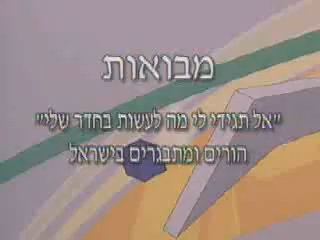 מבואות
"אל תגידי לי מה לעשות בחדר שלי"
הורים ומתבגרים בישראל